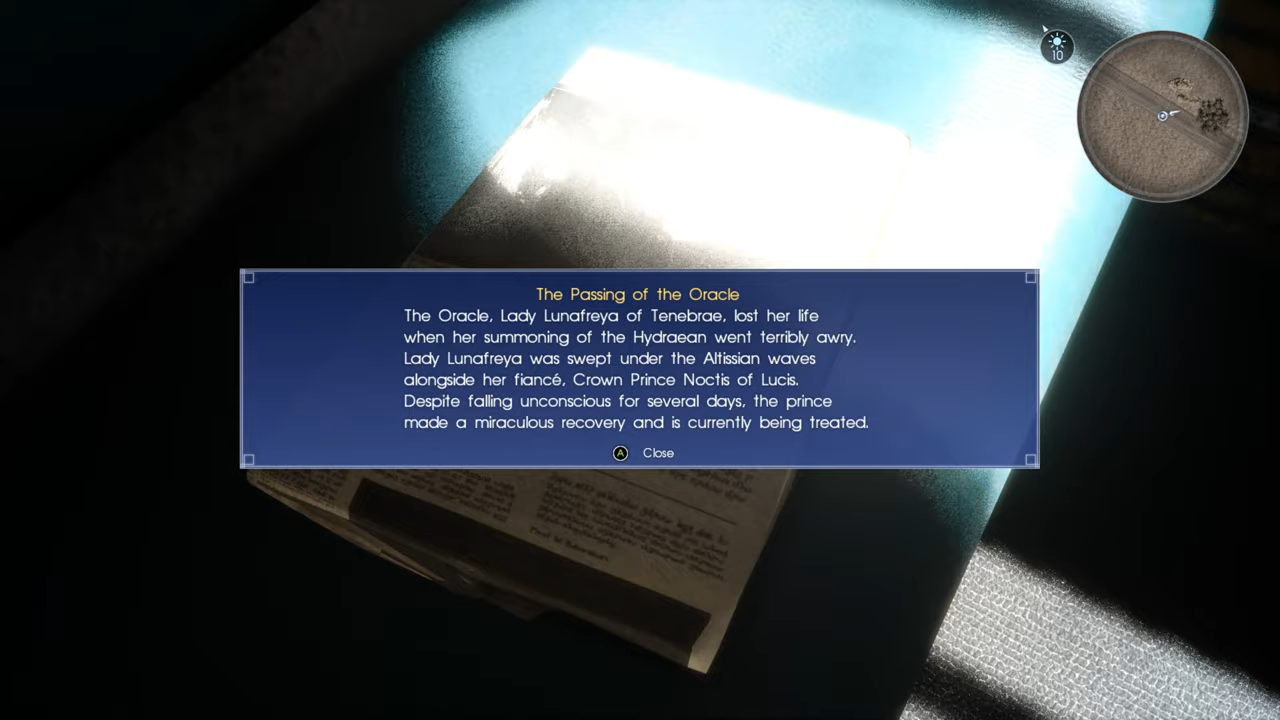 10
The Passing of the Oracle
The Oracle, Lady Lunafreya of Tenebrae, lost her life
when her summoning of the Hydraean went terribly awry.
Lady Lunafreya was swept under the Altissian waves
alongside her fiancé, Crown Prince Noctis of Lucis.
Despite falling unconscious for several days, the prince
made a miraculous recovery and is currently being treated.
A Close